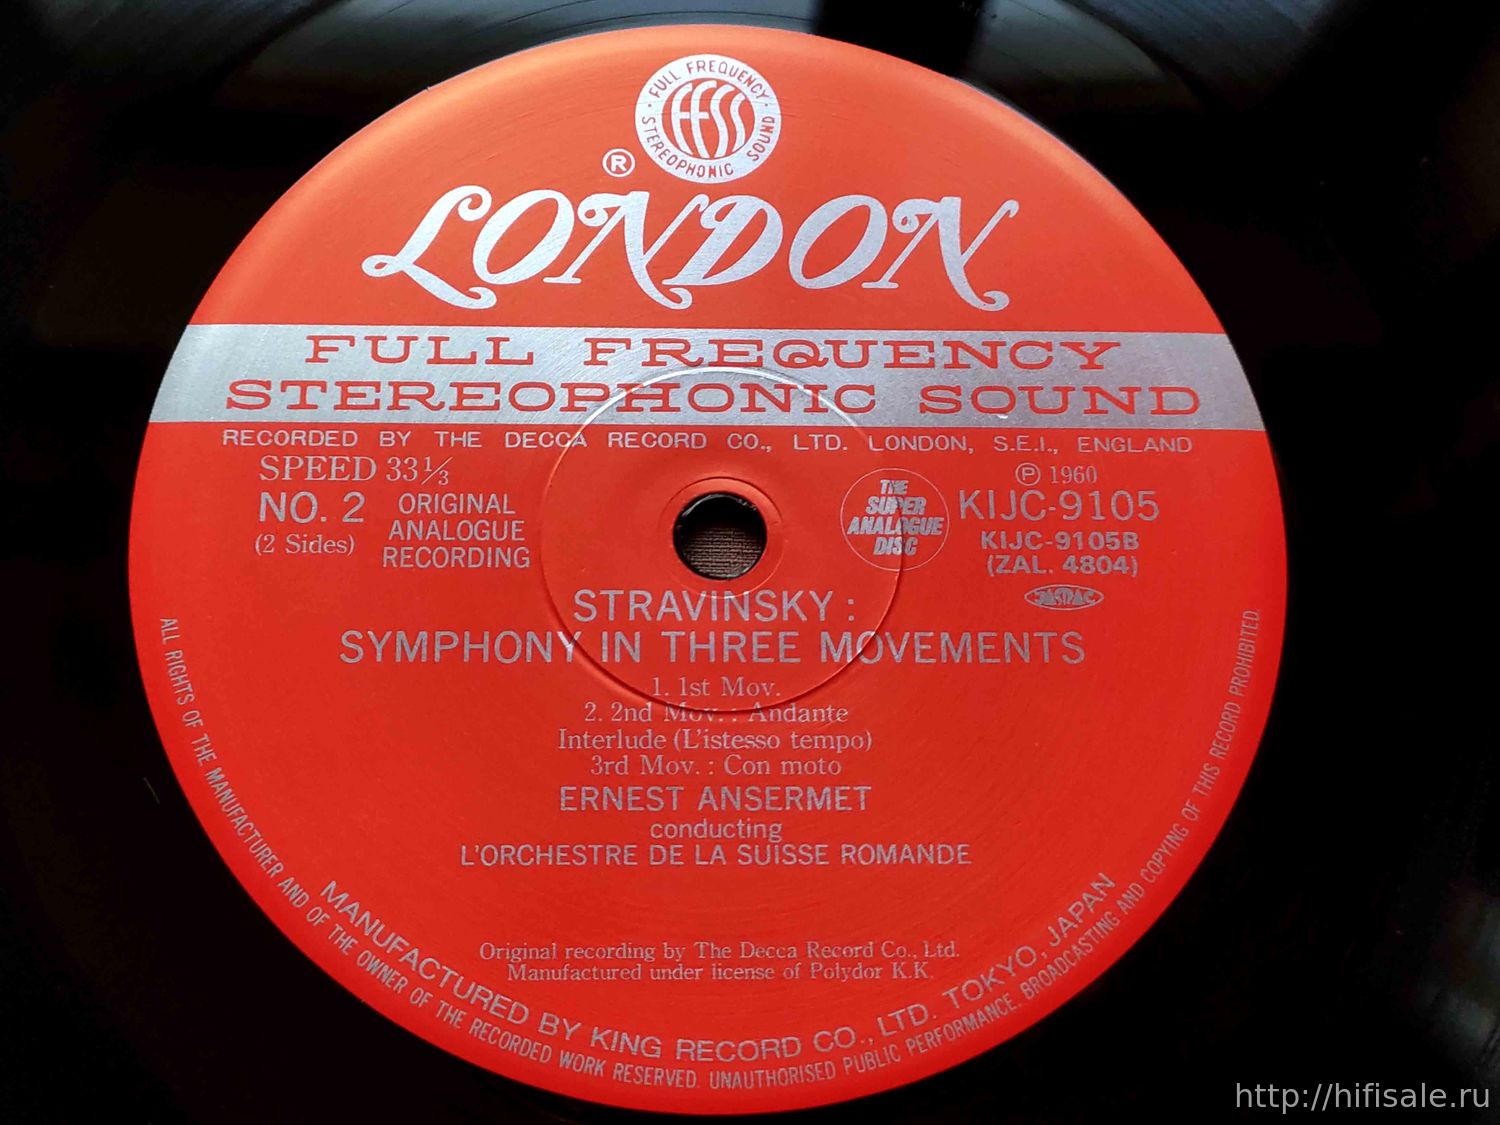 FULL FREQUENCY
FFSS
STEREOPHONIC SOUND
®
LONDON
FULL FREQUENCY
STEREOPHONIC SOUND
RECORDED BY THE DECCA RECORD CO., LTD. LONDON, S.E.I., ENGLAND
SPEED 33⅓
NO. 2
(2 Sides)
ORIGINAL
ANALOGUE
RECORDING
THE
SUPER
ANALOGUE
DISC
℗ 1960
KIJC-9105
KIJC-9105B
(ZAL. 4804)
JASRAC
STRAVINSKY :
SYMPHONY IN THREE MOVEMENTS
1. 1st Mov.
2. 2nd Mov. : Andante
Interlude (L'istesso tempo)
3rd Mov. : Con moto
ERNEST ANSERMET
conducting
L'ORCHESTRE DE LA SUISSE ROMANDE
Original recording by The Decca Record Co., Ltd.
Manufactured under license of Polydor K.K.
MANUFACTURED BY KING RECORD CO., LTD. TOKYO, JAPAN
ALL RIGHTS OF THE MANUFACTURER AND OF THE OWNER OF THE RECORDED WORK RESERVED. UNAUTHORISED PUBLIC PERFORMANCE. BROADCASTING AND COPYING OF THIS RECORD PROHIBITED.
http://hifisale.ru